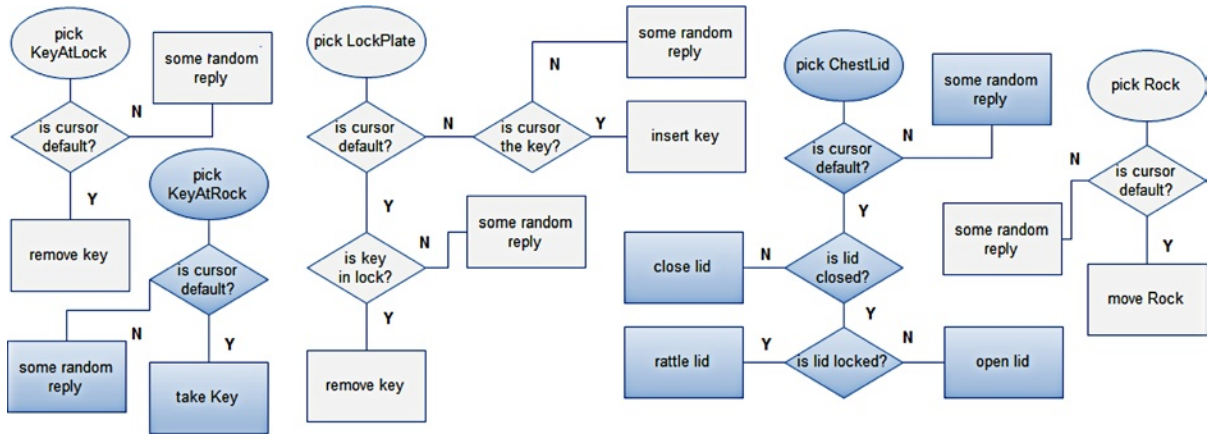 pick
KeyAtLock
some random
reply
N
is cursor
default?
Y
remove key
pick
KeyAtRock
is cursor
default?
N
some random
reply
Y
take Key
pick LockPlate
is cursor
default?
N
is cursor
the key?
N
some random
reply
Y
insert key
Y
is key
in lock?
N
some random
reply
Y
remove key
pick ChestLid
is cursor
default?
N
some random
reply
Y
is lid
closed?
N
close lid
Y
is lid locked?
Y
rattle lid
N
open lid
pick Rock
is cursor
default?
N
some random
reply
Y
move Rock